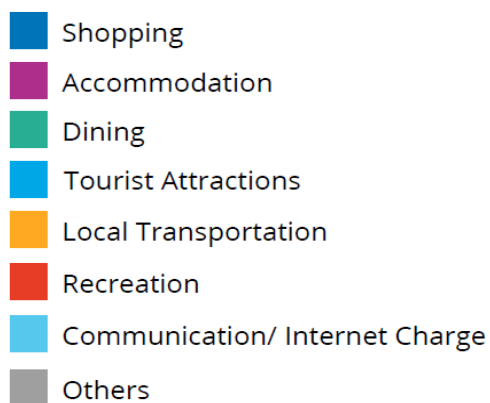 Shopping
Accommodation
Dining
Tourist Attractions
Local Transportation
Recreation
Communication/ Internet Charge
Others